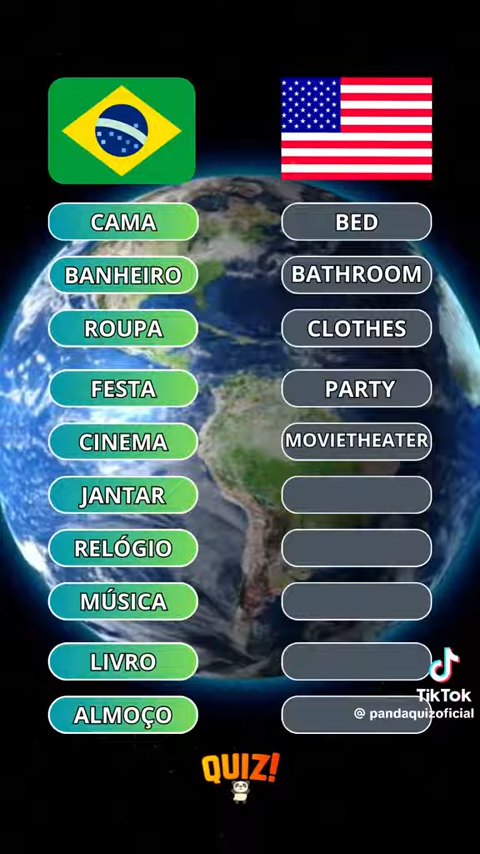 CAMA BED
BANHEIRO BATHROOM
ROUPA CLOTHES
FESTA PARTY
CINEMA MOVIETHEATER
JANTAR
RELÓGIO
MÚSICA
LIVRO
TikTok
ALMOÇO
@ pandaquizoficial
QUIZ!